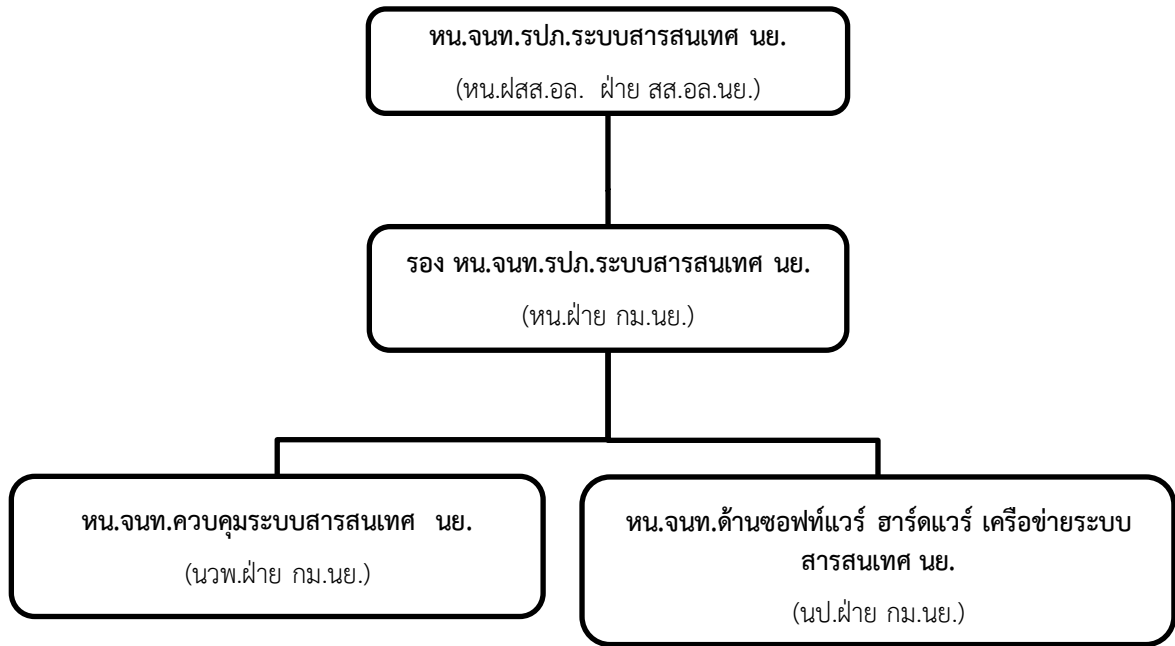 หน.จนท.รปภ.ระบบสารสนเทศ นย.
(หน.ฝสส.อล. ฝ่าย สส.อล.นย.)
รอง หน.จนท.รปภ.ระบบสารสนเทศ นย.
(หน.ฝ่าย กม.นย.)
หน.จนท.ควบคุมระบบสารสนเทศ นย.
(นวพ.ฝ่าย กม.นย.)
หน.จนท.ด้านซอฟท์แวร์ ฮาร์ดแวร์ เครือข่ายระบบ
สารสนเทศ นย.
(นป.ฝ่าย กม.นย.)